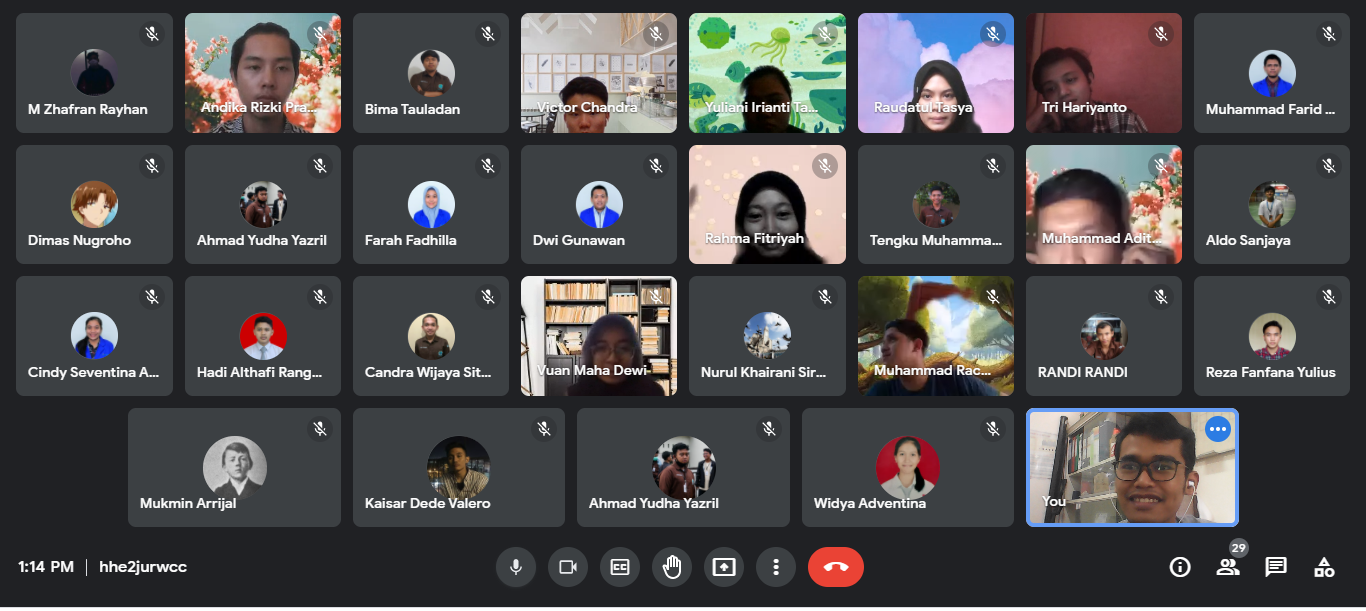 M Zhafran Rayhan
Andika Rizki Pra...
Bima Tauladan
Victor Chandra
Yuliani Irianti Ta...
Raudatul Tasya
Tri Hariyanto
Muhammad Farid ...
Dimas Nugroho
Ahmad Yudha Yazril
Farah Fadhilla
Dwi Gunawan
Rahma Fitriyah
Tengku Muhamma...
Muhammad Adit...
Aldo Sanjaya
Cindy Seventina A...
Hadi Althafi Rang...
Candra Wijaya Sit...
Vuan Maha Dewi
Nurul Khairani Sir...
Muhammad Rac...
RANDI RANDI
Reza Fanfana Yulius
Mukmin Arrijal
Kaisar Dede Valero
Ahmad Yudha Yazril
Widya Adventina
You
1:14 PM | hhe2jurwcc
CC
29